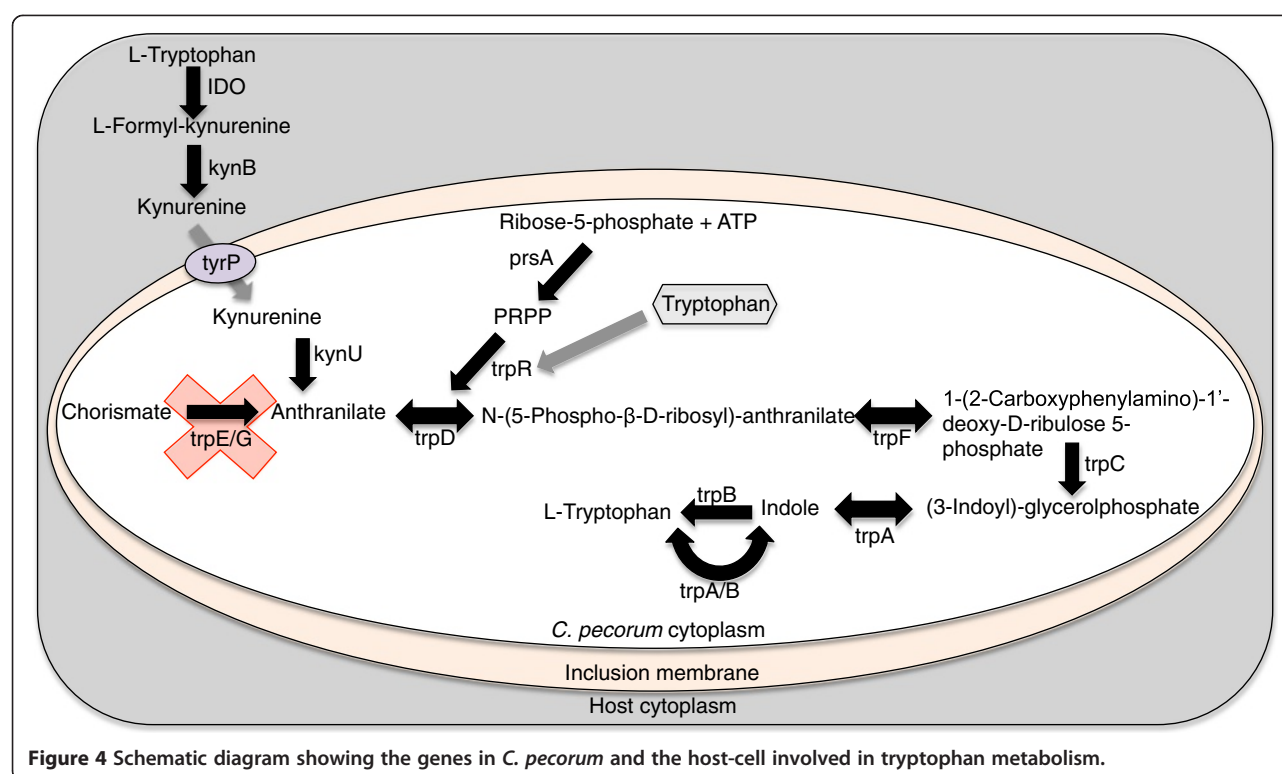 L-Tryptophan
IDO
L-Formyl-kynurenine
kynB
Kynurenine
tyrP
Kynurenine
kynU
Ribose-5-phosphate + ATP
prsA
PRPP
Tryptophan
trpR
Chorismate
trpE/G
Anthranilate
trpD
N-(5-Phospho-β-D-ribosyl)-anthranilate
trpF
1-(2-Carboxyphenylamino)-1'-
deoxy-D-ribulose 5-
phosphate
trpC
(3-Indoyl)-glycerolphosphate
trpA
Indole
trpB
L-Tryptophan
trpA/B
C. pecorum cytoplasm
Inclusion membrane
Host cytoplasm
Figure 4 Schematic diagram showing the genes in C. pecorum and the host-cell involved in tryptophan metabolism.